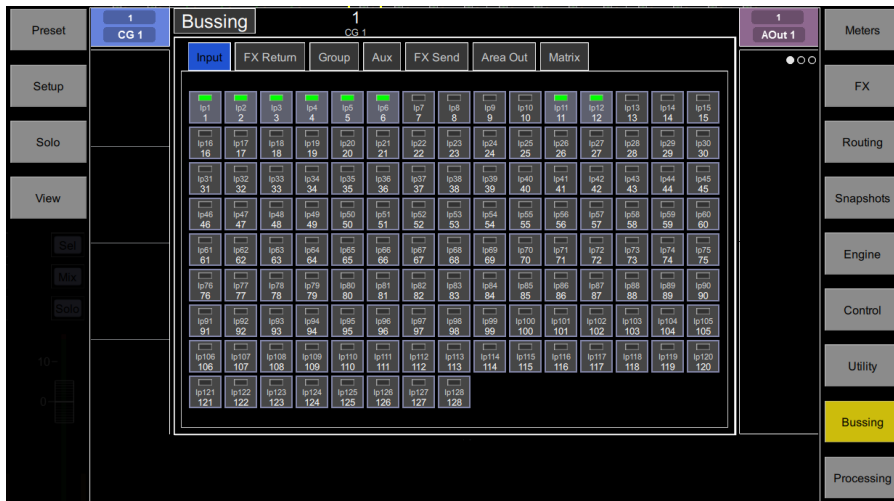 Preset
Setup
Solo
View
Sel
Mix
Solo
10
0
1
CG 1
Bussing
1
CG 1
Input FX Return Group Aux FX Send Area Out Matrix
Ip1 Ip2 Ip3 Ip4 Ip5 Ip6 Ip7 Ip8 Ip9 Ip10 Ip11 Ip12 Ip13 Ip14 Ip15
1 2 3 4 5 6 7 8 9 10 11 12 13 14 15
Ip16 Ip17 Ip18 Ip19 Ip20 Ip21 Ip22 Ip23 Ip24 Ip25 Ip26 Ip27 Ip28 Ip29 Ip30
16 17 18 19 20 21 22 23 24 25 26 27 28 29 30
Ip31 Ip32 Ip33 Ip34 Ip35 Ip36 Ip37 Ip38 Ip39 Ip40 Ip41 Ip42 Ip43 Ip44 Ip45
31 32 33 34 35 36 37 38 39 40 41 42 43 44 45
Ip46 Ip47 Ip48 Ip49 Ip50 Ip51 Ip52 Ip53 Ip54 Ip55 Ip56 Ip57 Ip58 Ip59 Ip60
46 47 48 49 50 51 52 53 54 55 56 57 58 59 60
Ip61 Ip62 Ip63 Ip64 Ip65 Ip66 Ip67 Ip68 Ip69 Ip70 Ip71 Ip72 Ip73 Ip74 Ip75
61 62 63 64 65 66 67 68 69 70 71 72 73 74 75
Ip76 Ip77 Ip78 Ip79 Ip80 Ip81 Ip82 Ip83 Ip84 Ip85 Ip86 Ip87 Ip88 Ip89 Ip90
76 77 78 79 80 81 82 83 84 85 86 87 88 89 90
Ip91 Ip92 Ip93 Ip94 Ip95 Ip96 Ip97 Ip98 Ip99 Ip100 Ip101 Ip102 Ip103 Ip104 Ip105
91 92 93 94 95 96 97 98 99 100 101 102 103 104 105
Ip106 Ip107 Ip108 Ip109 Ip110 Ip111 Ip112 Ip113 Ip114 Ip115 Ip116 Ip117 Ip118 Ip119 Ip120
106 107 108 109 110 111 112 113 114 115 116 117 118 119 120
Ip121 Ip122 Ip123 Ip124 Ip125 Ip126 Ip127 Ip128
121 122 123 124 125 126 127 128
1
AOut 1
Meters
FX
Routing
Snapshots
Engine
Control
Utility
Bussing
Processing